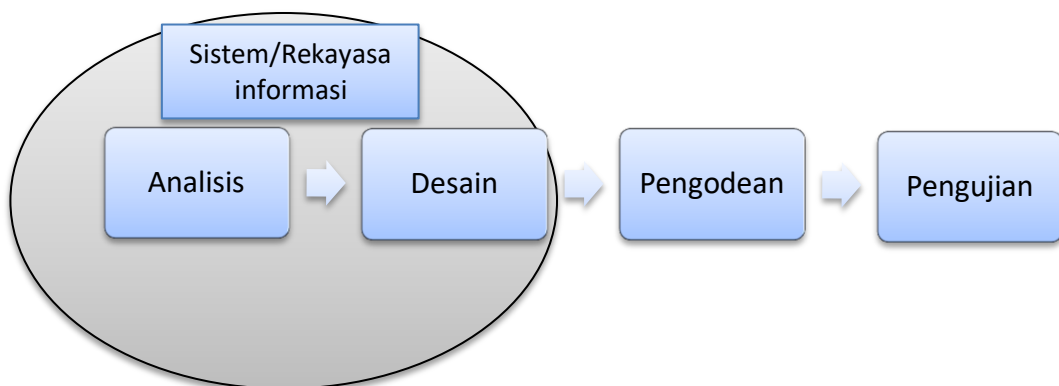 Sistem/Rekayasa
informasi
Analisis
Desain
Pengodean
Pengujian